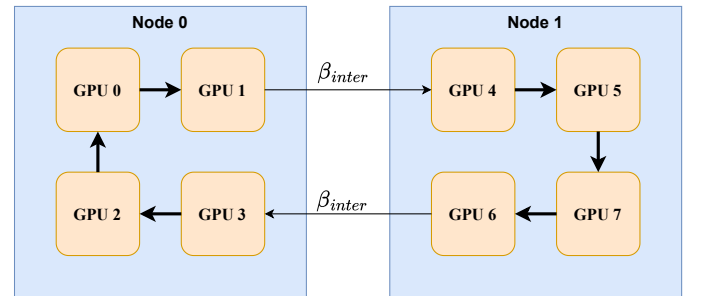 Node 0
Node 1
GPU 0
GPU 1
β_inter
GPU 4
GPU 5
GPU 2
GPU 3
β_inter
GPU 6
GPU 7